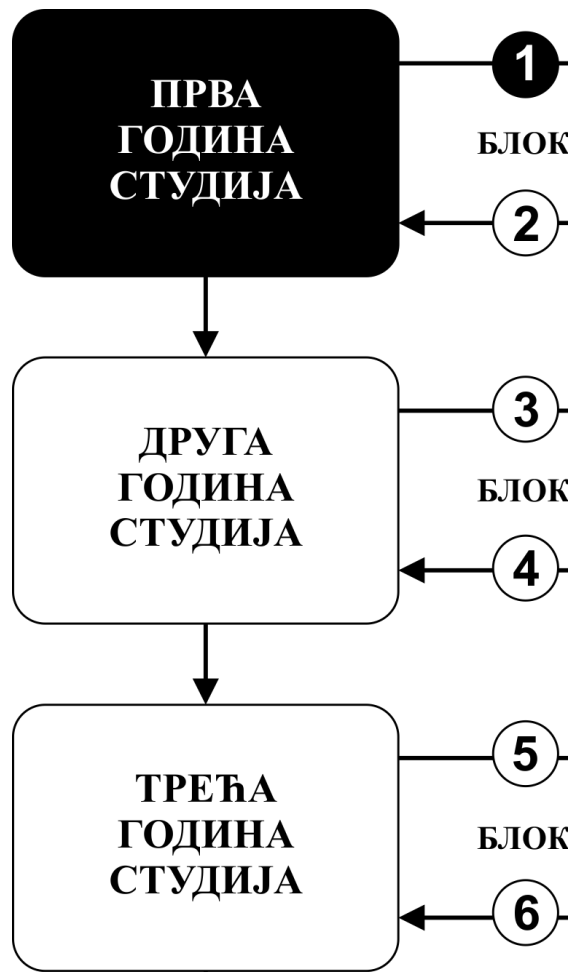 ПРВА
ГОДИНА
СТУДИЈА
1
БЛОК
2
ДРУГА
ГОДИНА
СТУДИЈА
3
БЛОК
4
ТРЕЋА
ГОДИНА
СТУДИЈА
5
БЛОК
6